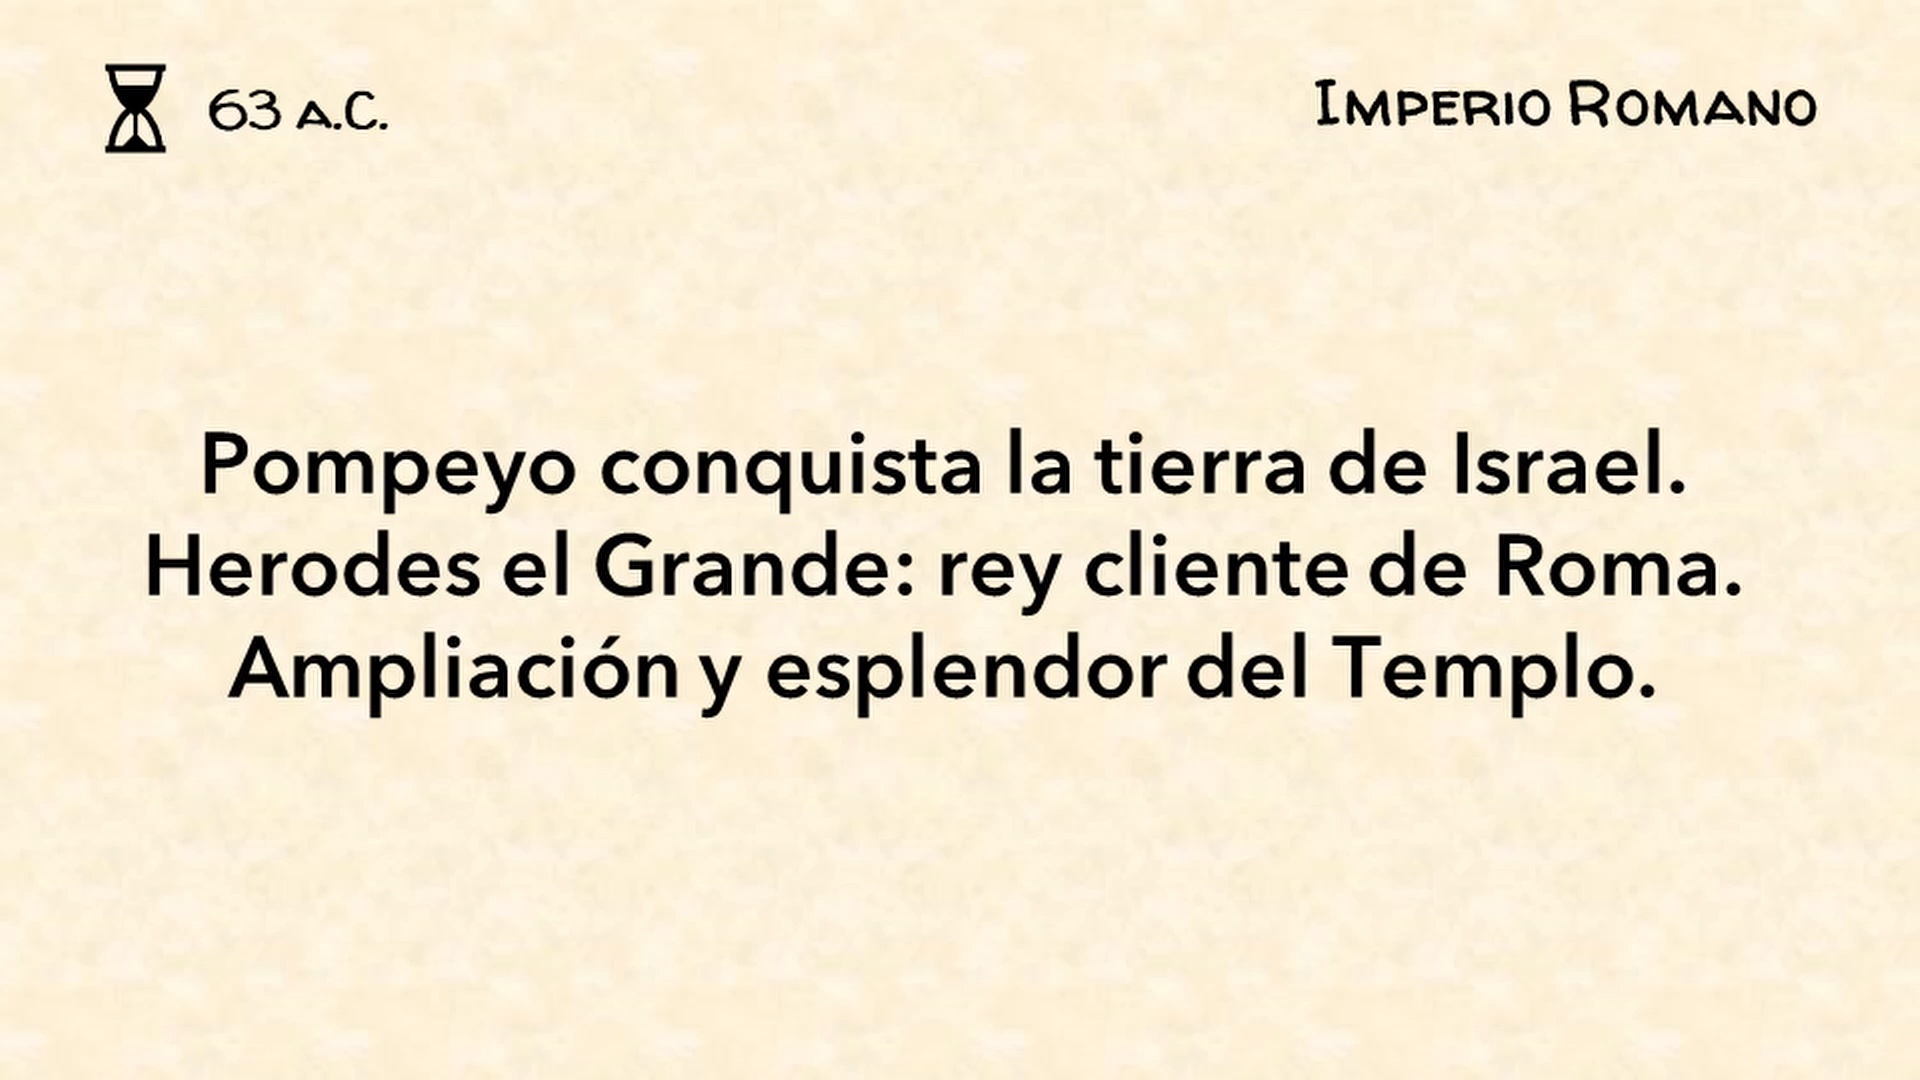 63 a.C.
Imperio Romano
Pompeyo conquista la tierra de Israel.
Herodes el Grande: rey cliente de Roma.
Ampliación y esplendor del Templo.